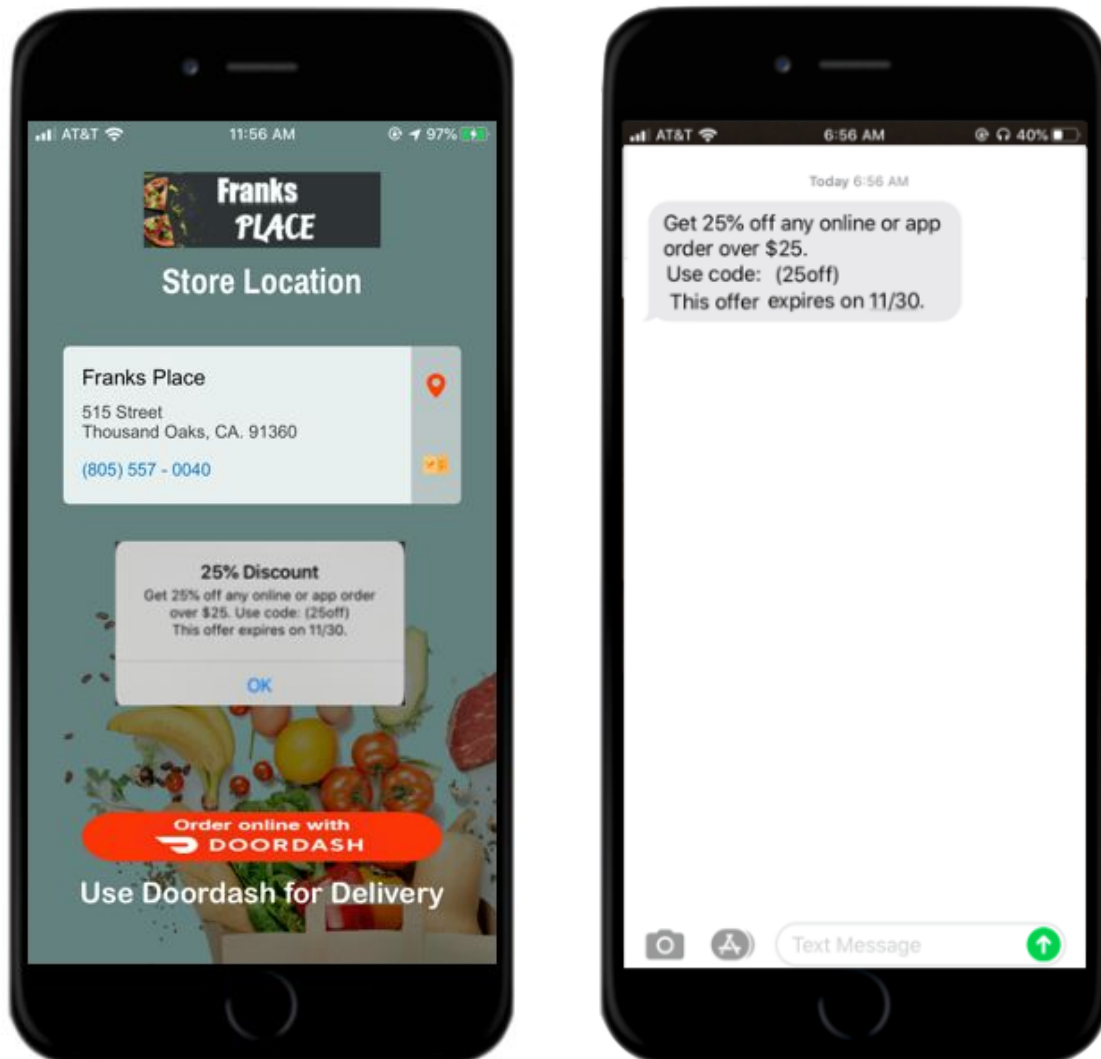 AT&T 11:56 AM 97%
Franks
PLACE
Store Location
Franks Place
515 Street
Thousand Oaks, CA. 91360
(805) 557 - 0040
25% Discount
Get 25% off any online or app order
over $25. Use code: (25off)
This offer expires on 11/30.
OK
Order online with
DOORDASH
Use Doordash for Delivery
AT&T 6:56 AM 40%
Today 6:56 AM
Get 25% off any online or app
order over $25.
Use code: (25off)
This offer expires on 11/30.
Text Message